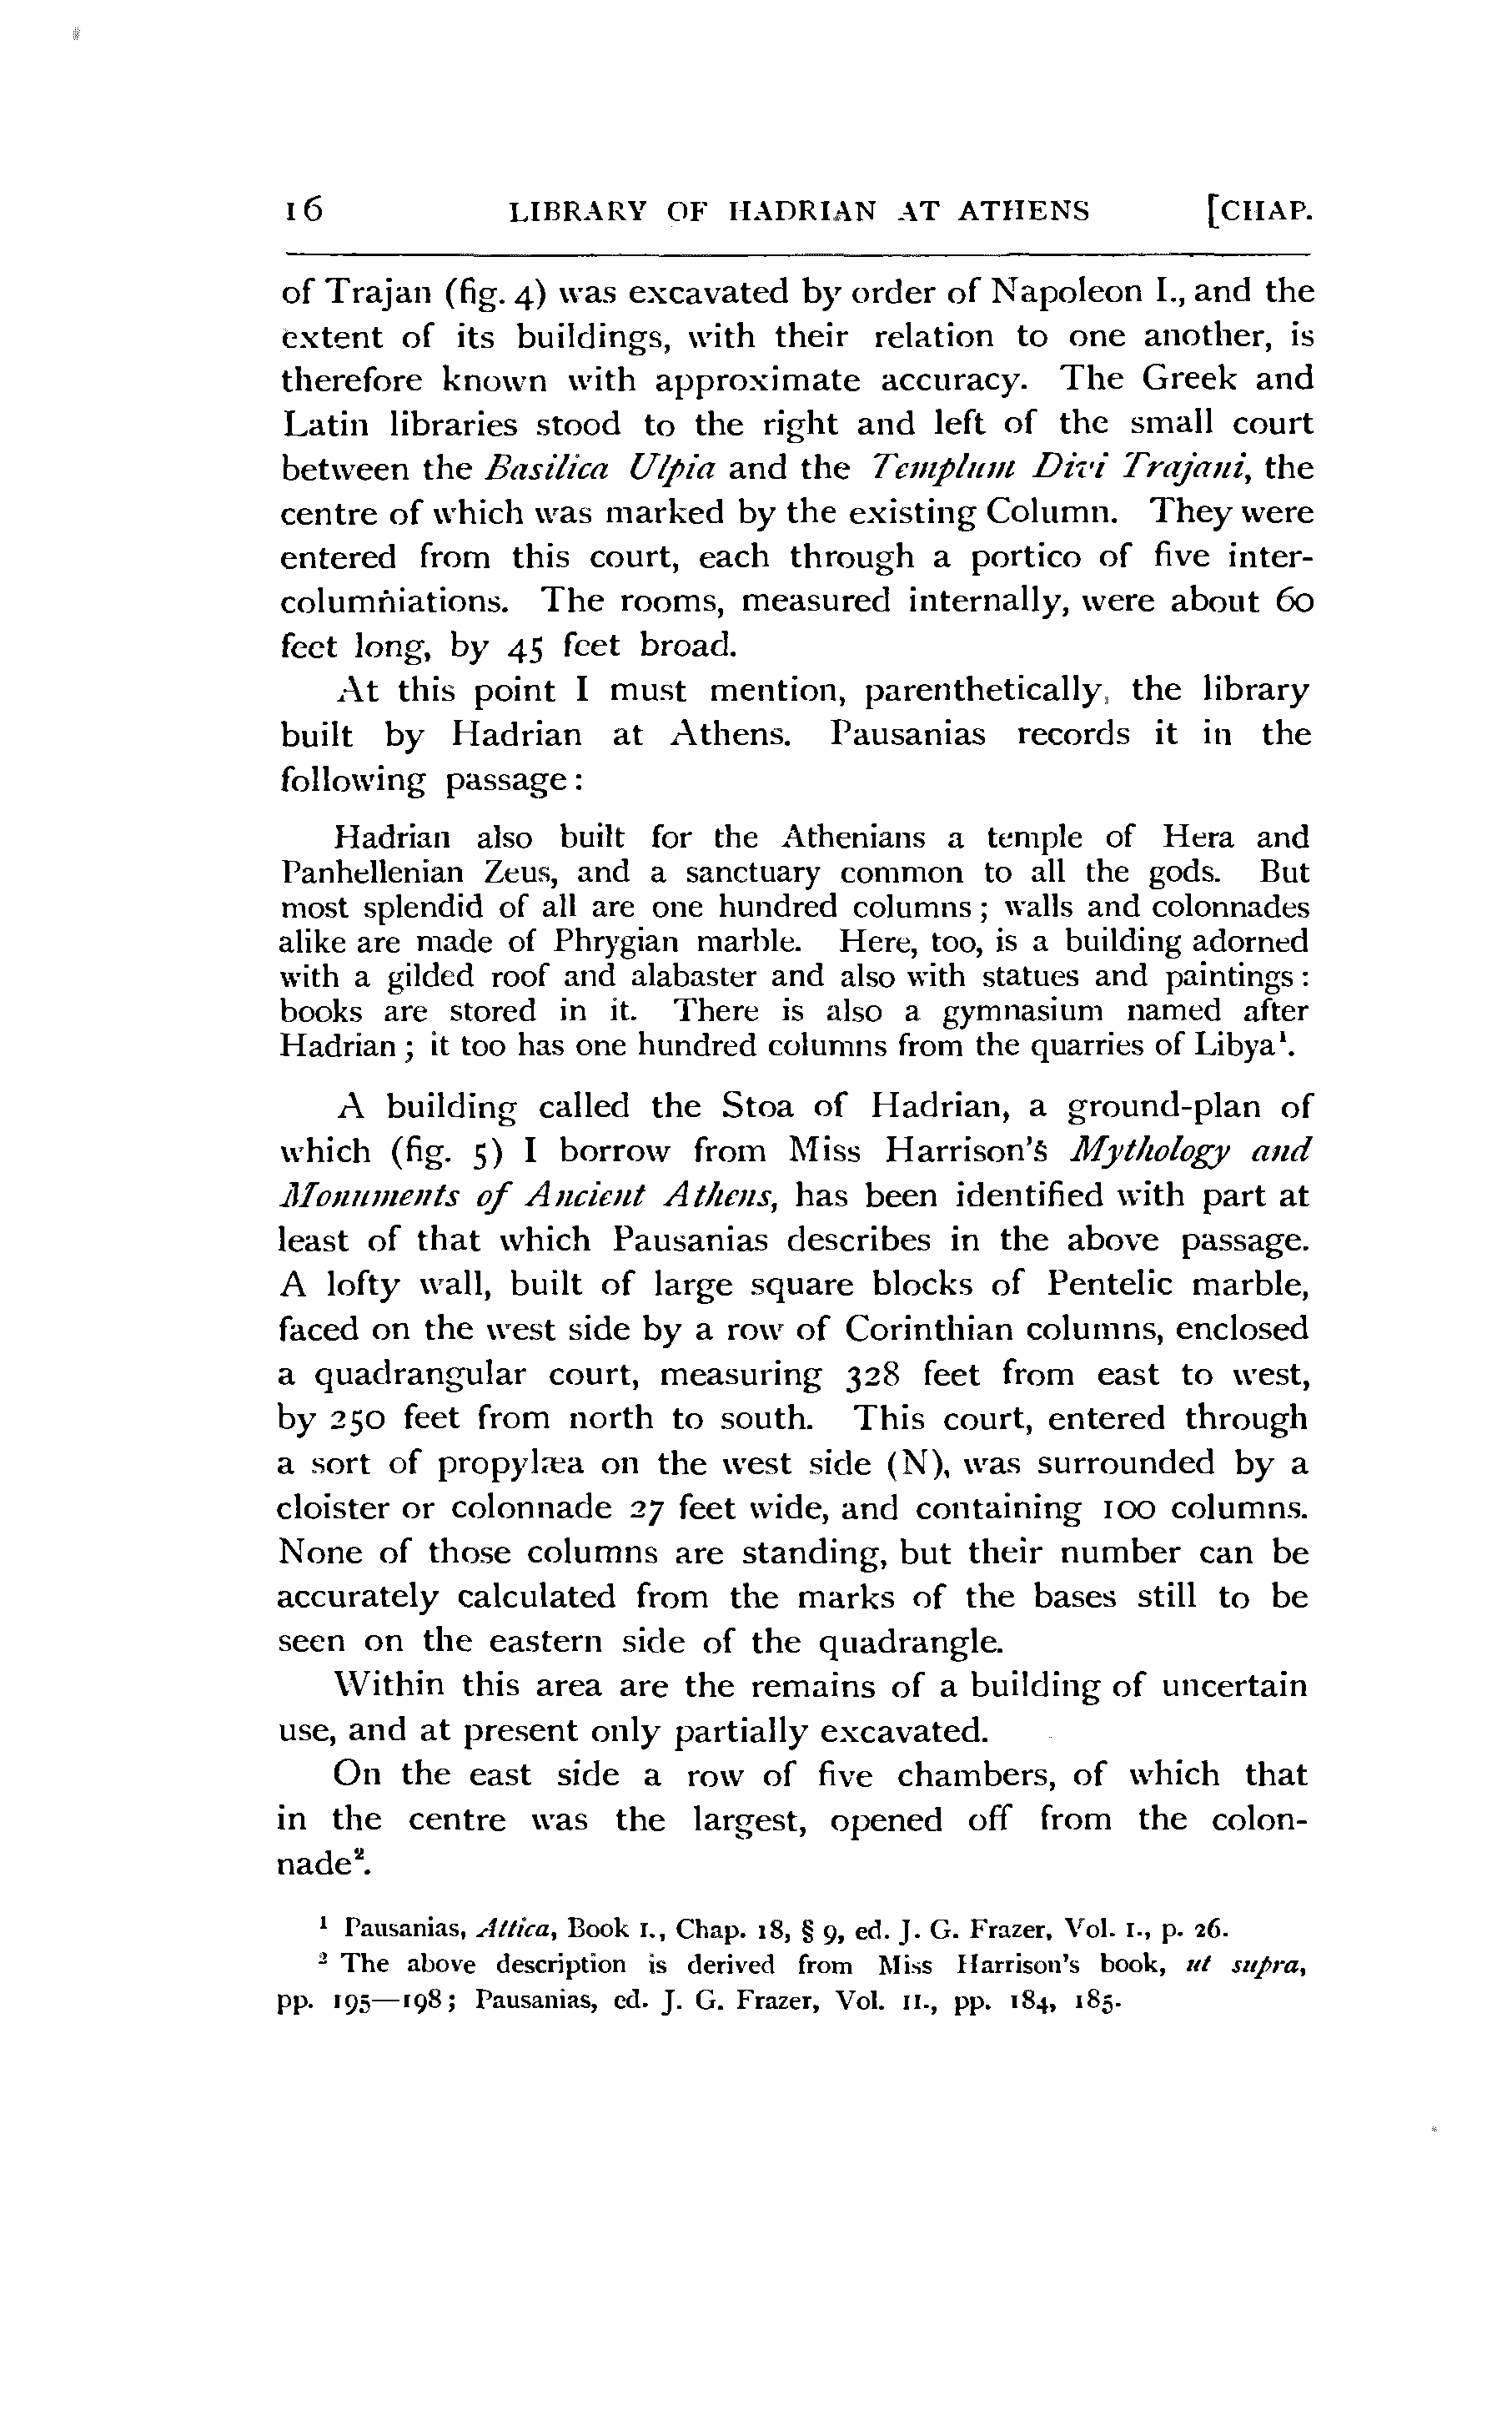 16 LIBRARY OF HADRIAN AT ATHENS [CHAP.
of Trajan (fig. 4) was excavated by order of Napoleon I., and the
extent of its buildings, with their relation to one another, is
therefore known with approximate accuracy. The Greek and
Latin libraries stood to the right and left of the small court
between the Basilica Ulpia and the Templum Divi Trajani, the
centre of which was marked by the existing Column. They were
entered from this court, each through a portico of five inter-
columniations. The rooms, measured internally, were about 60
feet long, by 45 feet broad.
At this point I must mention, parenthetically, the library
built by Hadrian at Athens. Pausanias records it in the
following passage:
Hadrian also built for the Athenians a temple of Hera and
Panhellenian Zeus, and a sanctuary common to all the gods. But
most splendid of all are one hundred columns; walls and colonnades
alike are made of Phrygian marble. Here, too, is a building adorned
with a gilded roof and alabaster and also with statues and paintings:
books are stored in it. There is also a gymnasium named after
Hadrian; it too has one hundred columns from the quarries of Libya¹.
A building called the Stoa of Hadrian, a ground-plan of
which (fig. 5) I borrow from Miss Harrison's Mythology and
Monuments of Ancient Athens, has been identified with part at
least of that which Pausanias describes in the above passage.
A lofty wall, built of large square blocks of Pentelic marble,
faced on the west side by a row of Corinthian columns, enclosed
a quadrangular court, measuring 328 feet from east to west,
by 250 feet from north to south. This court, entered through
a sort of propylæa on the west side (N), was surrounded by a
cloister or colonnade 27 feet wide, and containing 100 columns.
None of those columns are standing, but their number can be
accurately calculated from the marks of the bases still to be
seen on the eastern side of the quadrangle.
Within this area are the remains of a building of uncertain
use, and at present only partially excavated.
On the east side a row of five chambers, of which that
in the centre was the largest, opened off from the colon-
nade².
¹ Pausanias, Attica, Book I., Chap. 18, § 9, ed. J. G. Frazer, Vol. I., p. 26.
² The above description is derived from Miss Harrison's book, ut supra,
pp. 195—198; Pausanias, ed. J. G. Frazer, Vol. II., pp. 184, 185.